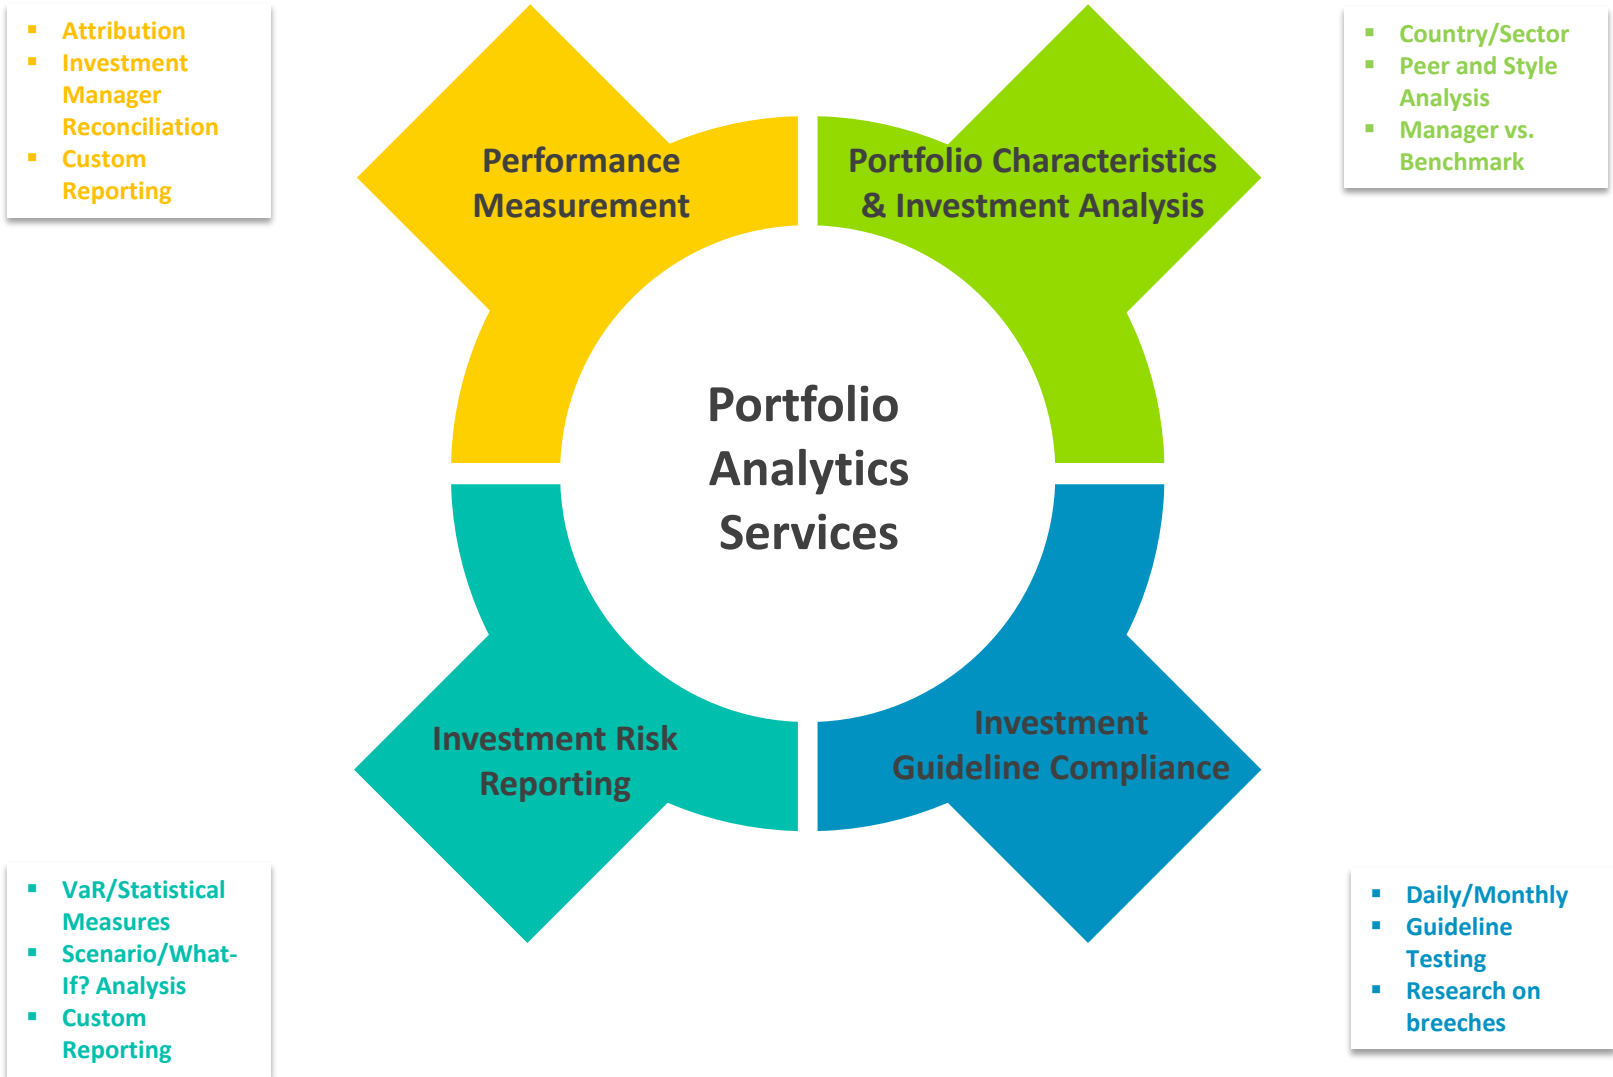 ▪ Attribution
▪ Investment
Manager
Reconciliation
▪ Custom
Reporting
▪ Country/Sector
▪ Peer and Style
Analysis
▪ Manager vs.
Benchmark
Performance
Measurement
Portfolio Characteristics
& Investment Analysis
Portfolio
Analytics
Services
Investment Risk
Reporting
Investment
Guideline Compliance
▪ VaR/Statistical
Measures
▪ Scenario/What-
If? Analysis
▪ Custom
Reporting
▪ Daily/Monthly
▪ Guideline
Testing
▪ Research on
breeches